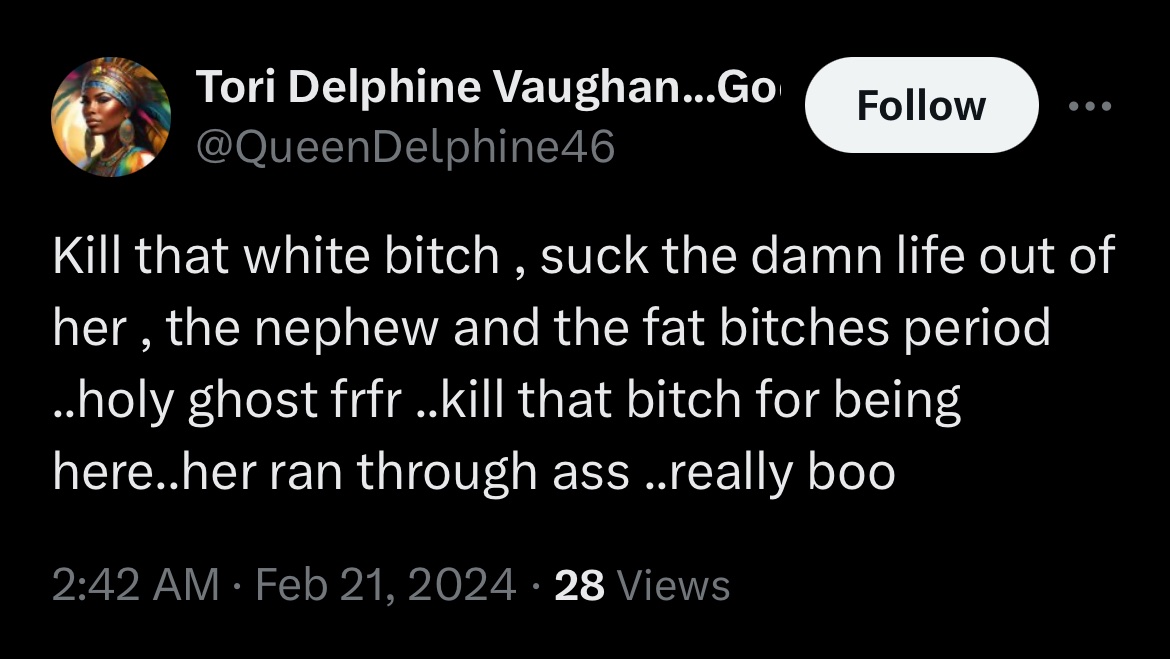 Tori Delphine Vaughan...Go
Follow
@QueenDelphine46
Kill that white bitch , suck the damn life out of
her , the nephew and the fat bitches period
..holy ghost frfr ..kill that bitch for being
here..her ran through ass ..really boo
2:42 AM · Feb 21, 2024 · 28 Views